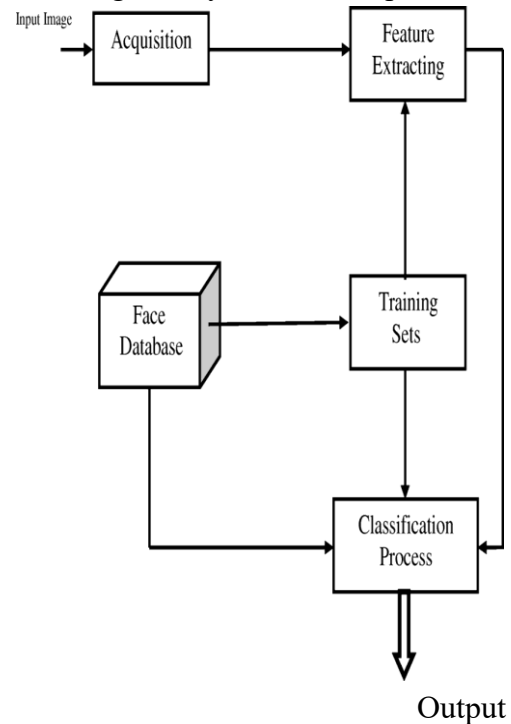 Input Image
Acquisition
Feature
Extracting
Face
Database
Training
Sets
Classification
Process
Output